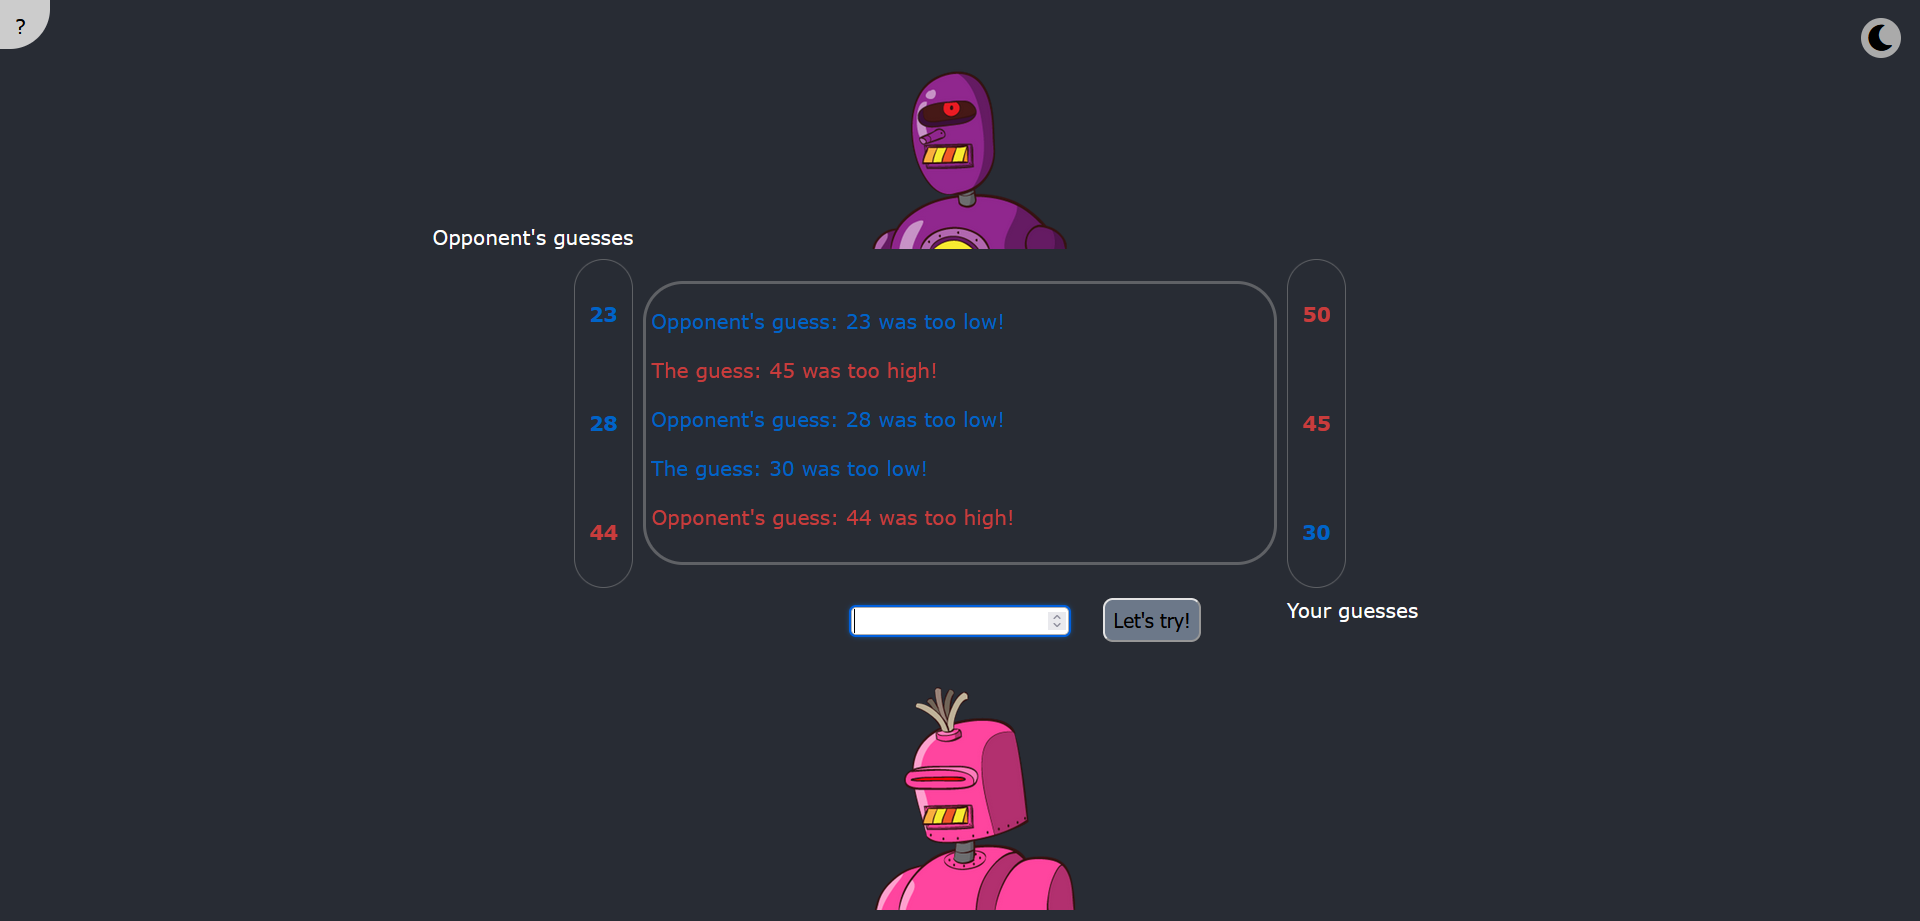 ?
Opponent's guesses
23
28
44
Opponent's guess: 23 was too low!
The guess: 45 was too high!
Opponent's guess: 28 was too low!
The guess: 30 was too low!
Opponent's guess: 44 was too high!
50
45
30
Let's try!
Your guesses